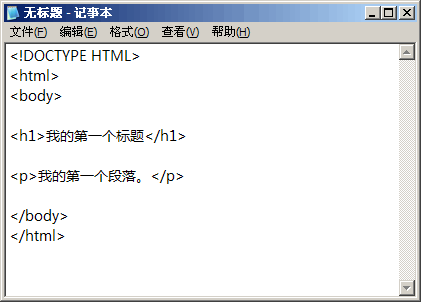 无标题 - 记事本
文件(F) 编辑(E) 格式(O) 查看(V) 帮助(H)
<!DOCTYPE HTML>
<html>
<body>
<h1>我的第一个标题</h1>
<p>我的第一个段落。</p>
</body>
</html>